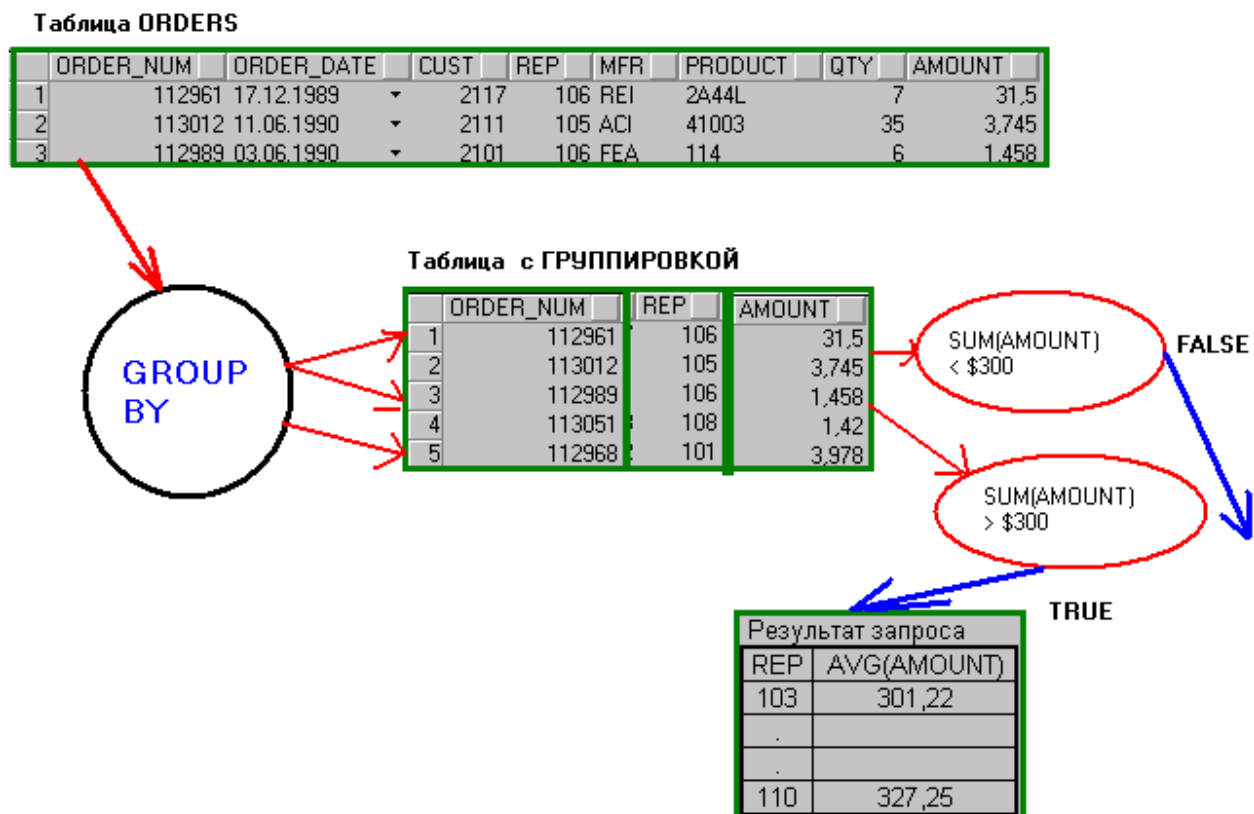 Таблица ORDERS
ORDER_NUM ORDER_DATE CUST REP MFR PRODUCT QTY AMOUNT
1 112961 17.12.1989 2117 106 REI 2A44L 7 31,5
2 113012 11.06.1990 2111 105 ACI 41003 35 3,745
3 112989 03.06.1990 2101 106 FEA 114 6 1,458
Таблица с ГРУППИРОВКОЙ
ORDER_NUM REP AMOUNT
1 112961 106 31,5
2 113012 105 3,745
3 112989 106 1,458
4 113051 108 1,42
5 112968 101 3,978
GROUP
BY
SUM(AMOUNT)
< $300
FALSE
SUM(AMOUNT)
> $300
TRUE
Результат запроса
REP AVG(AMOUNT)
103 301,22
.
.
110 327,25